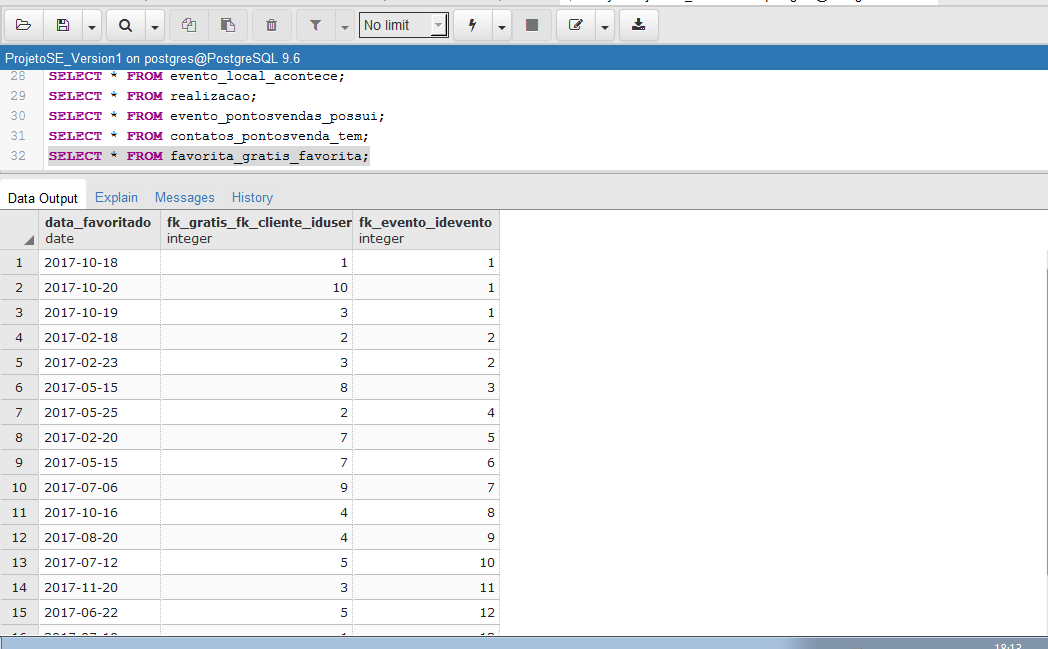 No limit
ProjetoSE_Version1 on postgres@PostgreSQL 9.6
28 SELECT * FROM evento_local_acontece;
29 SELECT * FROM realizacao;
30 SELECT * FROM evento_pontosvendas_possui;
31 SELECT * FROM contatos_pontosvenda_tem;
32 SELECT * FROM favorita_gratis_favorita;
Data Output Explain Messages History
data_favoritado fk_gratis_fk_cliente_iduser fk_evento_idevento
date integer integer
1 2017-10-18 1 1
2 2017-10-20 10 1
3 2017-10-19 3 1
4 2017-02-18 2 2
5 2017-02-23 3 2
6 2017-05-15 8 3
7 2017-05-25 2 4
8 2017-02-20 7 5
9 2017-05-15 7 6
10 2017-07-06 9 7
11 2017-10-16 4 8
12 2017-08-20 4 9
13 2017-07-12 5 10
14 2017-11-20 3 11
15 2017-06-22 5 12